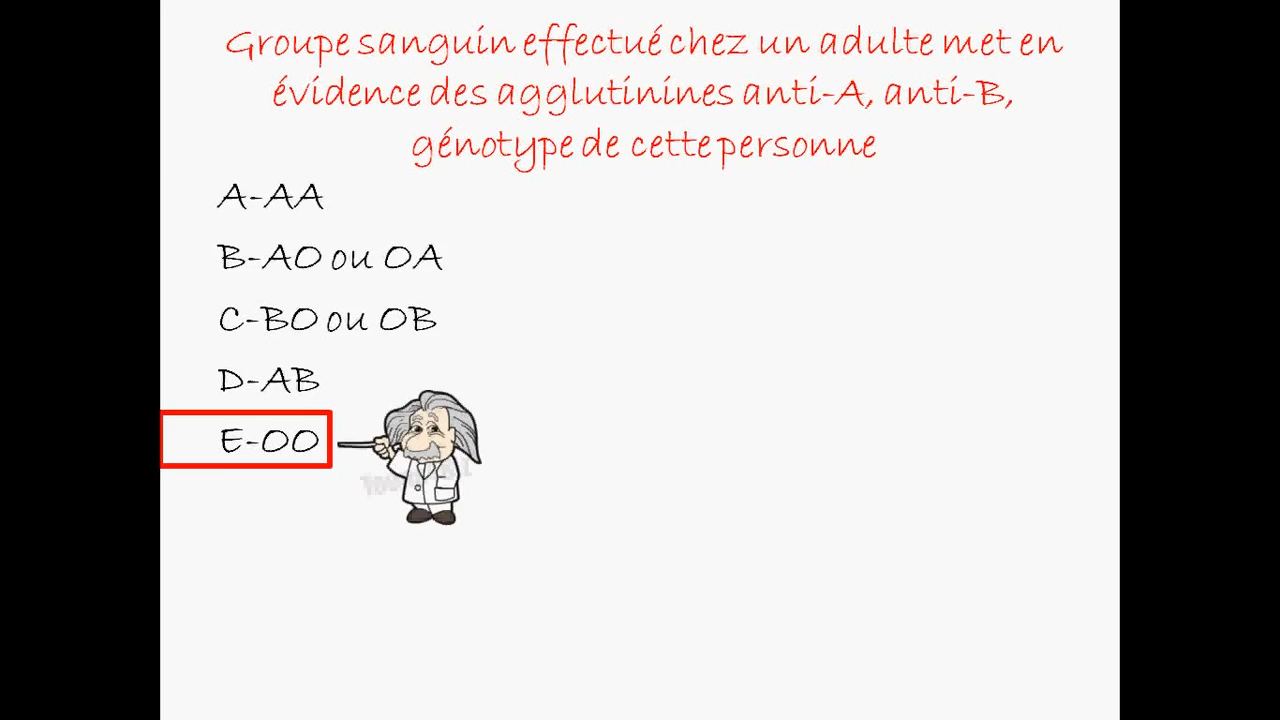 Groupe sanguin effectué chez un adulte met en
évidence des agglutinines anti-A, anti-B,
génotype de cette personne
A-AA
B-AO ou OA
C-BO ou OB
D-AB
E-OO